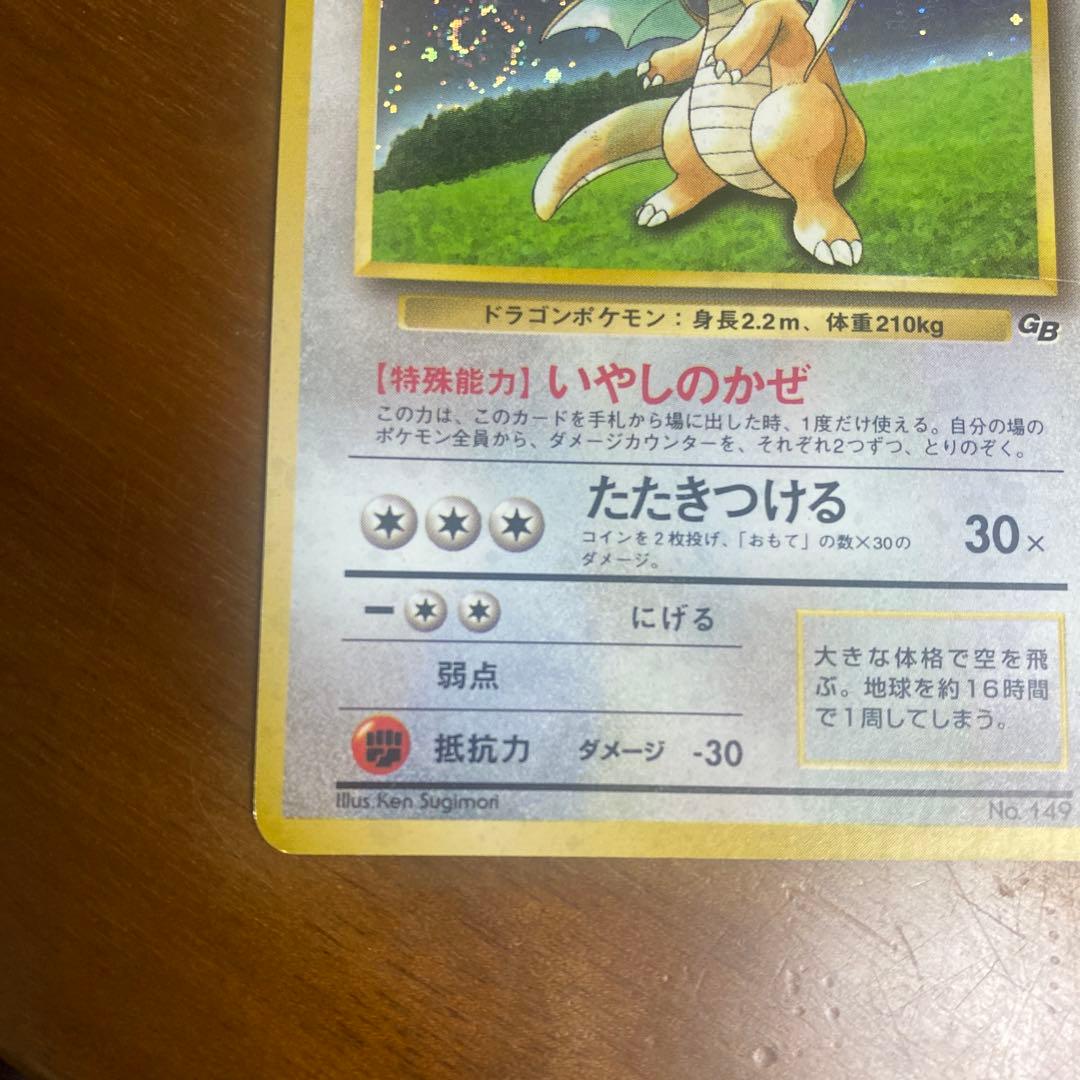 ドラゴンポケモン：身長2.2m、体重210kg
GB
【特殊能力】いやしのかぜ
この力は、このカードを手札から場に出した時、1度だけ使える。自分の場の
ポケモン全員から、ダメージカウンターを、それぞれ2つずつ、とりのぞく。
たたきつける
30×
コインを2枚投げ、「おもて」の数×30の
ダメージ。
ー にげる
弱点
抵抗力 ダメージ -30
大きな体格で空を飛
ぶ。地球を約16時間
で1周してしまう。
Illus. Ken Sugimori
No. 149